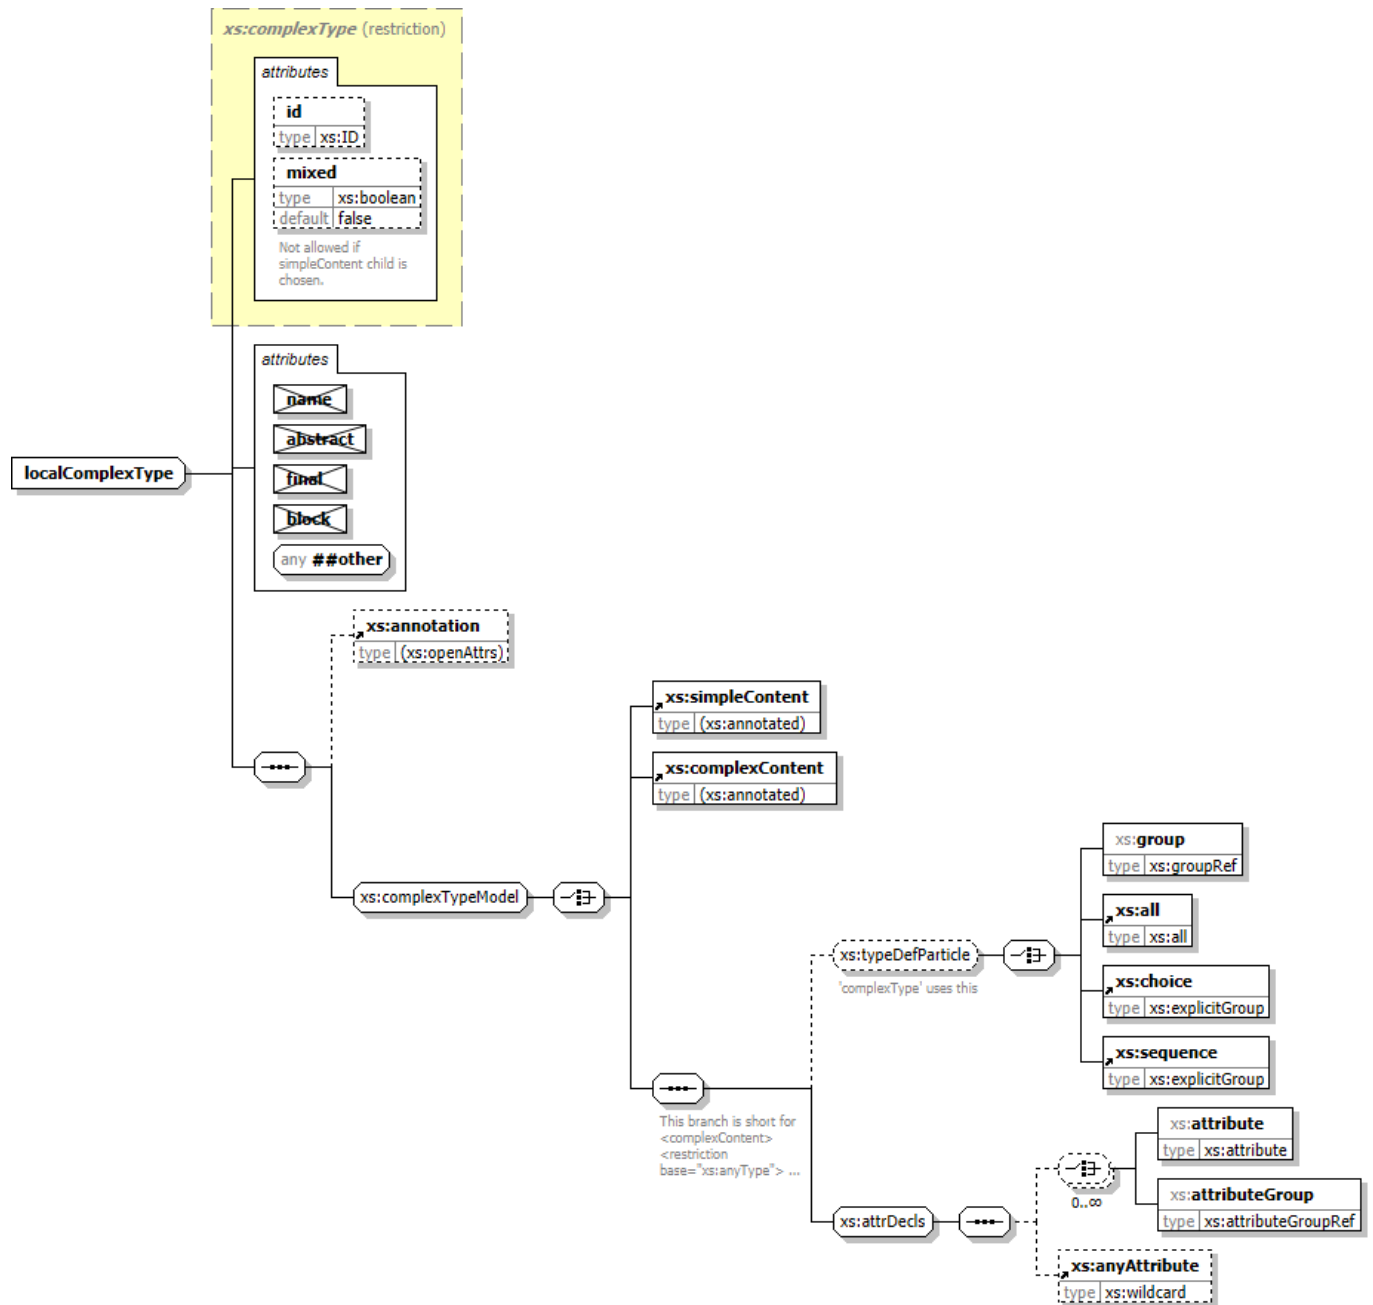 xs:complexType (restriction)
attributes
id
type xs:ID
mixed
type xs:boolean
default false
Not allowed if
simpleContent child is
chosen.
attributes
name
abstract
final
block
any ##other
localComplexType
xs:annotation
type (xs:openAttrs)
xs:simpleContent
type (xs:annotated)
xs:complexContent
type (xs:annotated)
xs:complexTypeModel
xs:group
type xs:groupRef
xs:all
type xs:all
xs:typeDefParticle
'complexType' uses this
xs:choice
type xs:explicitGroup
xs:sequence
type xs:explicitGroup
This branch is short for
<complexContent>
<restriction
base="xs:anyType"> ...
xs:attribute
type xs:attribute
xs:attributeGroup
type xs:attributeGroupRef
0..∞
xs:attrDecls
xs:anyAttribute
type xs:wildcard